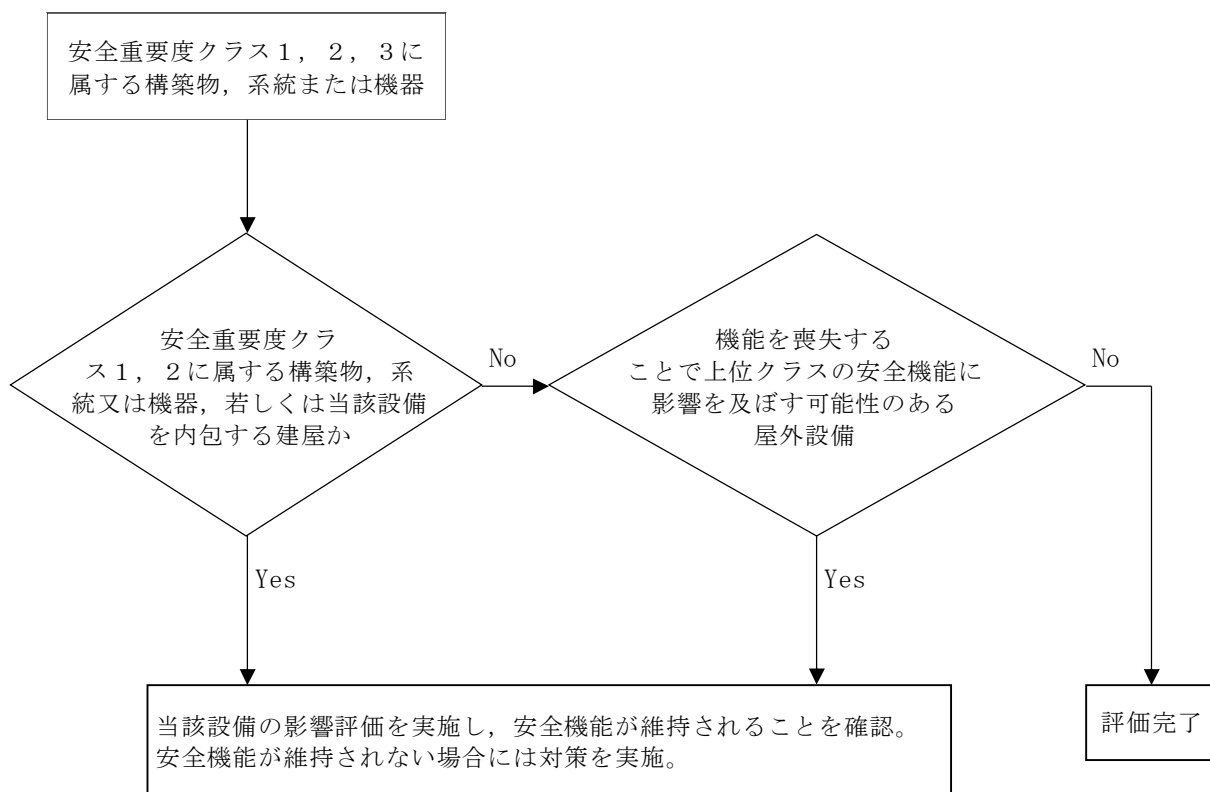 安全重要度クラス１，２，３に
属する構築物，系統または機器
安全重要度クラ
ス１，２に属する構築物，系
統又は機器，若しくは当該設備
を内包する建屋か
No
機能を喪失する
ことで上位クラスの安全機能に
影響を及ぼす可能性のある
屋外設備
No
Yes
Yes
当該設備の影響評価を実施し，安全機能が維持されることを確認。
安全機能が維持されない場合には対策を実施。
評価完了